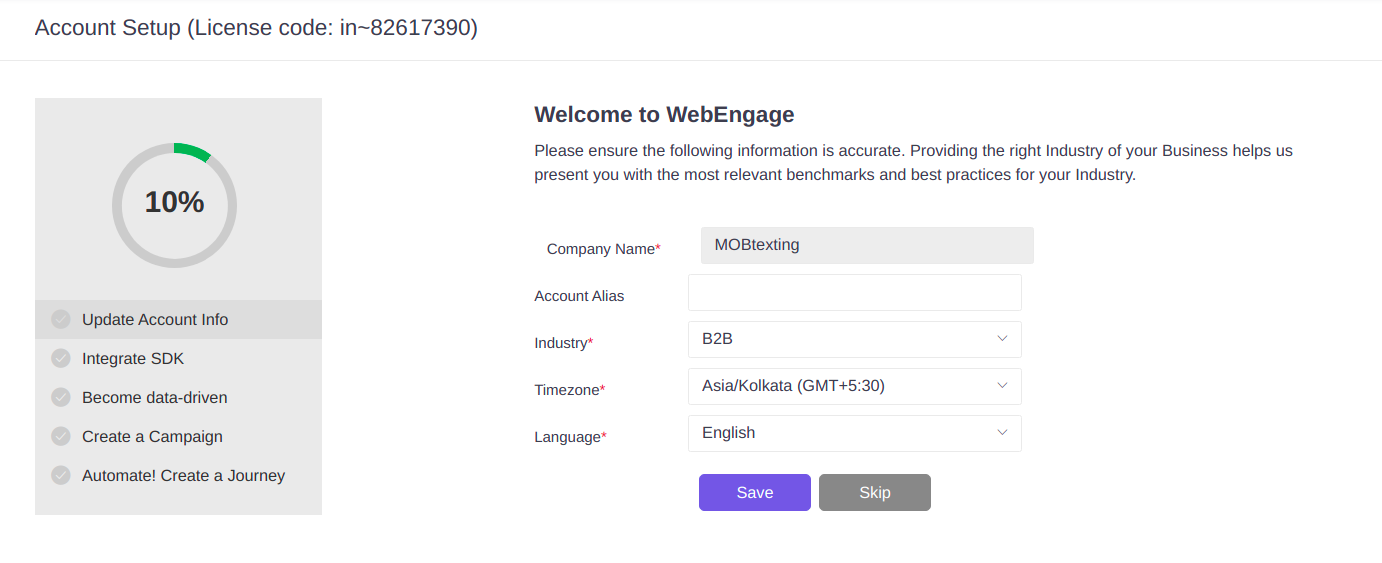 Account Setup (License code: in~82617390)
10%
Update Account Info
Integrate SDK
Become data-driven
Create a Campaign
Automate! Create a Journey
Welcome to WebEngage
Please ensure the following information is accurate. Providing the right Industry of your Business helps us
present you with the most relevant benchmarks and best practices for your Industry.
Company Name* MOBtexting
Account Alias
Industry* B2B
Timezone* Asia/Kolkata (GMT+5:30)
Language* English
Save Skip